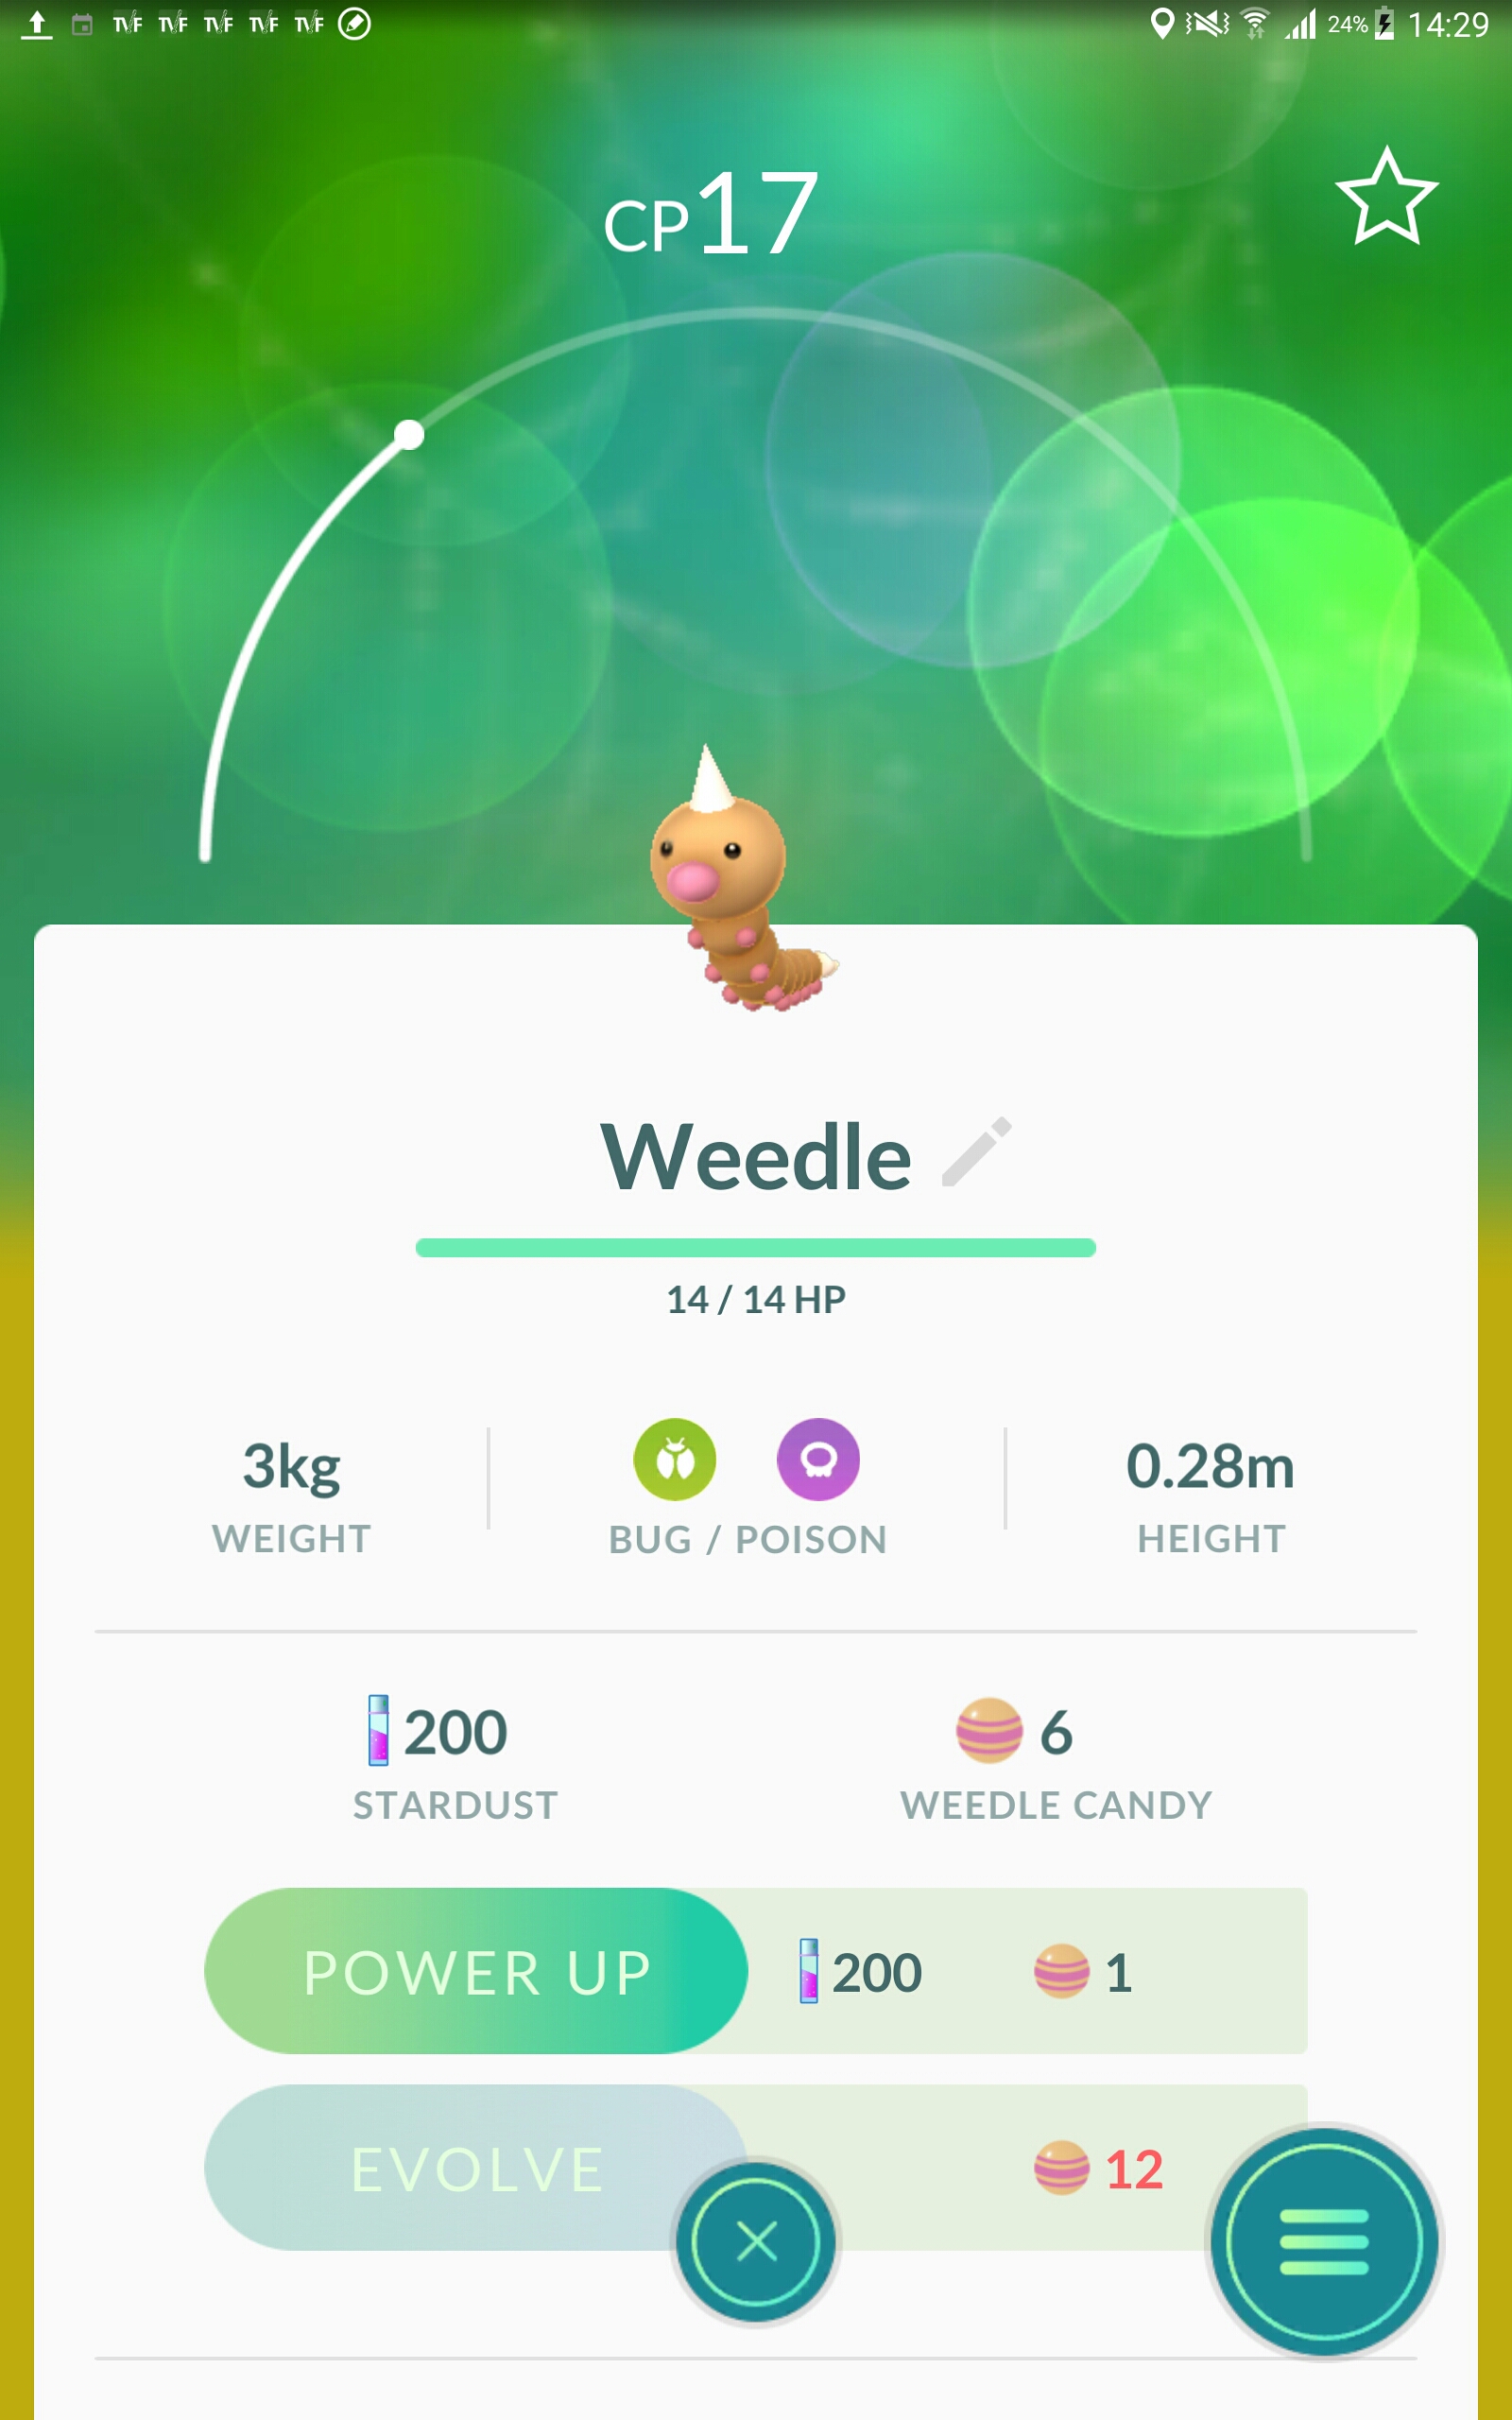 TVF TVF TVF TVF TVF 24% 14:29
CP17
Weedle
14 / 14 HP
3kg 0.28m
WEIGHT BUG / POISON HEIGHT
200 6
STARDUST WEEDLE CANDY
POWER UP 200 1
EVOLVE 12